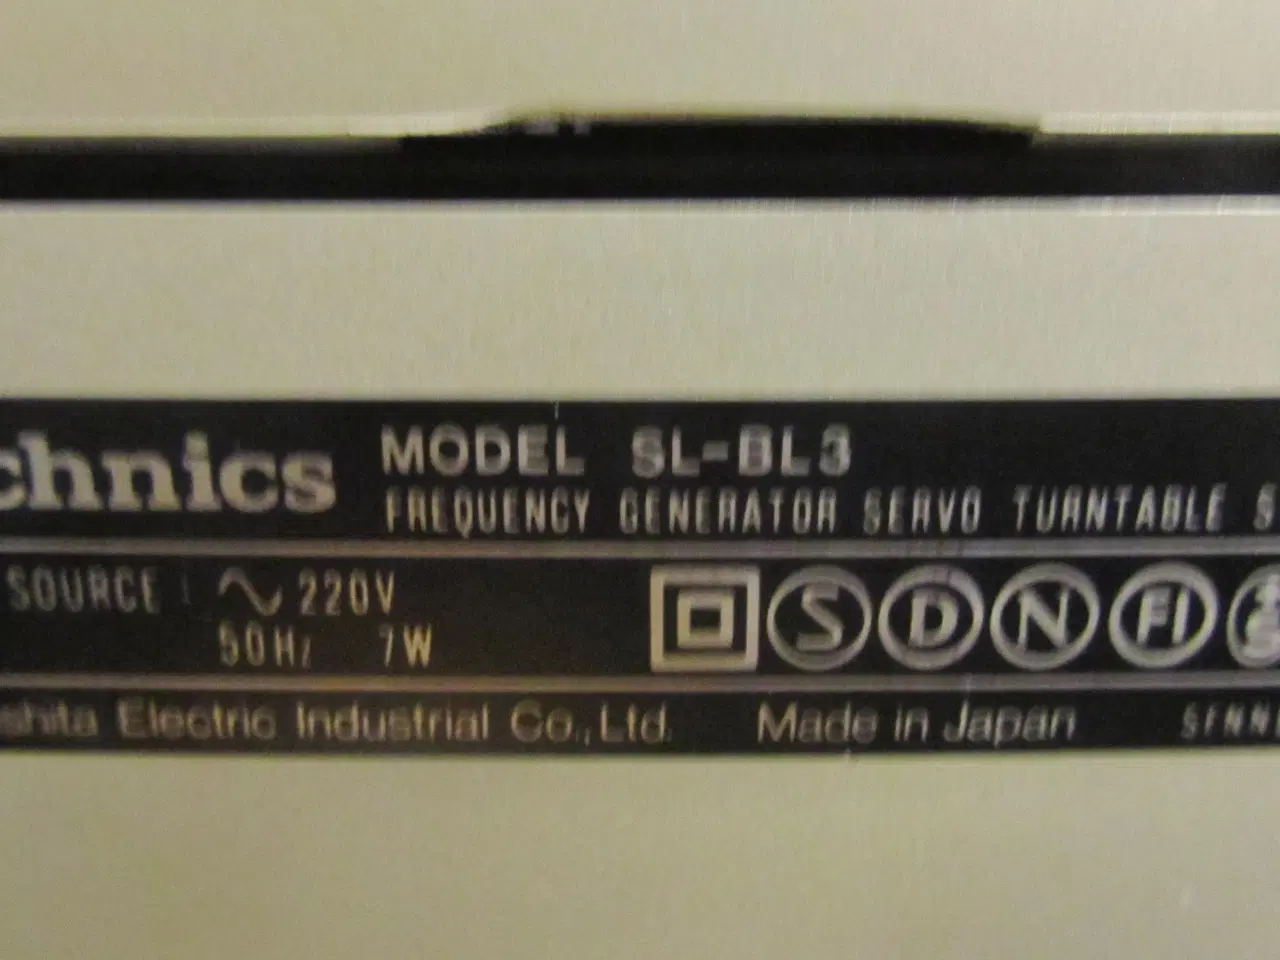 chnics MODEL SL-BL3
FREQUENCY GENERATOR SERVO TURNTABLE S
SOURCE : ~ 220V
50Hz 7W S D N FI
shita Electric Industrial Co., Ltd. Made in Japan SFNN